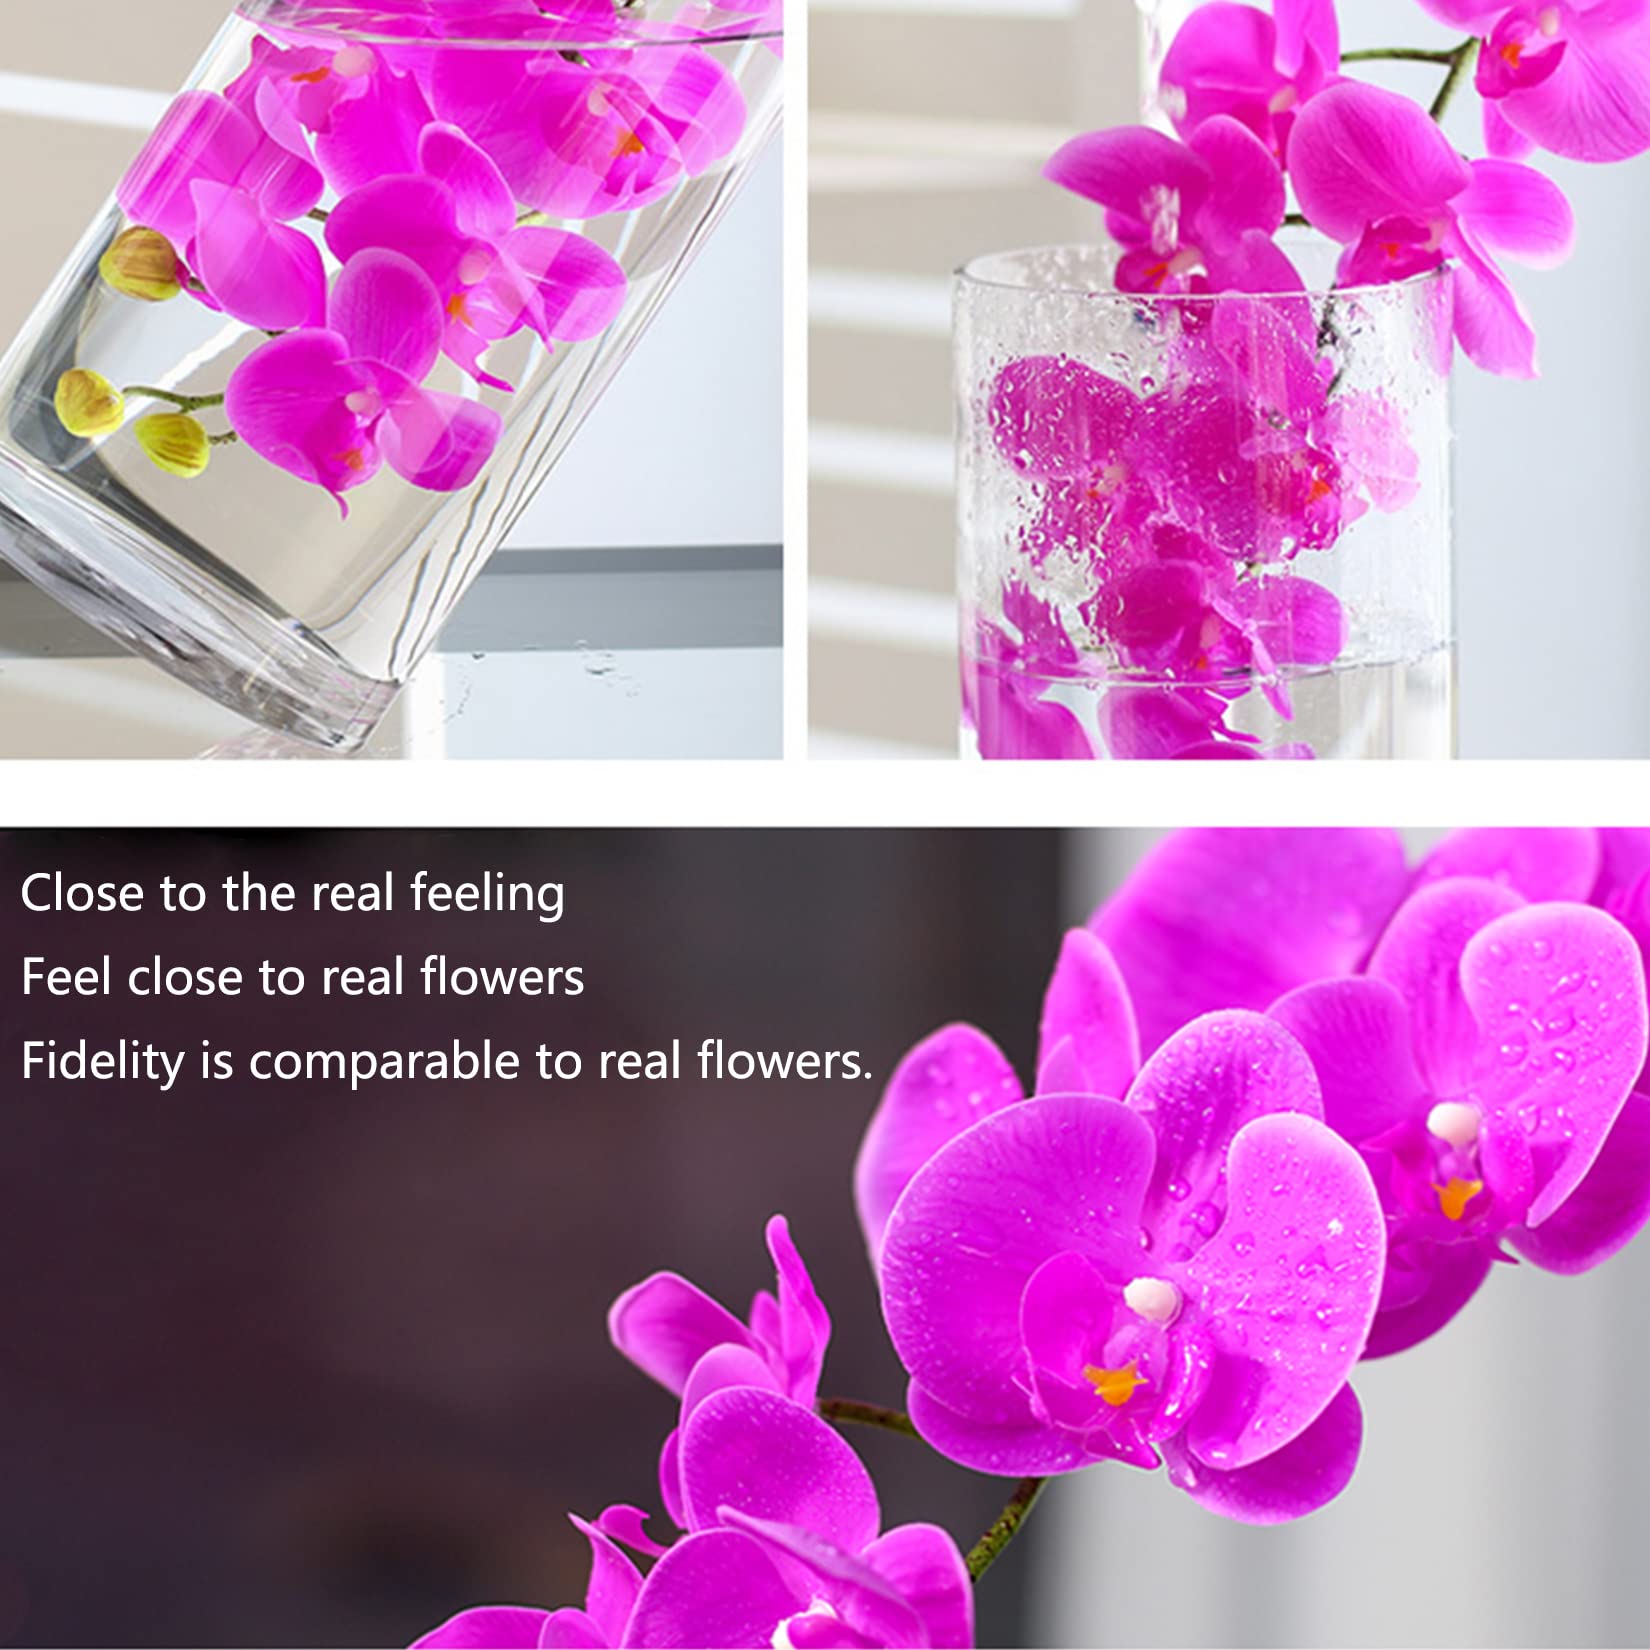 Close to the real feeling
Feel close to real flowers
Fidelity is comparable to real flowers.